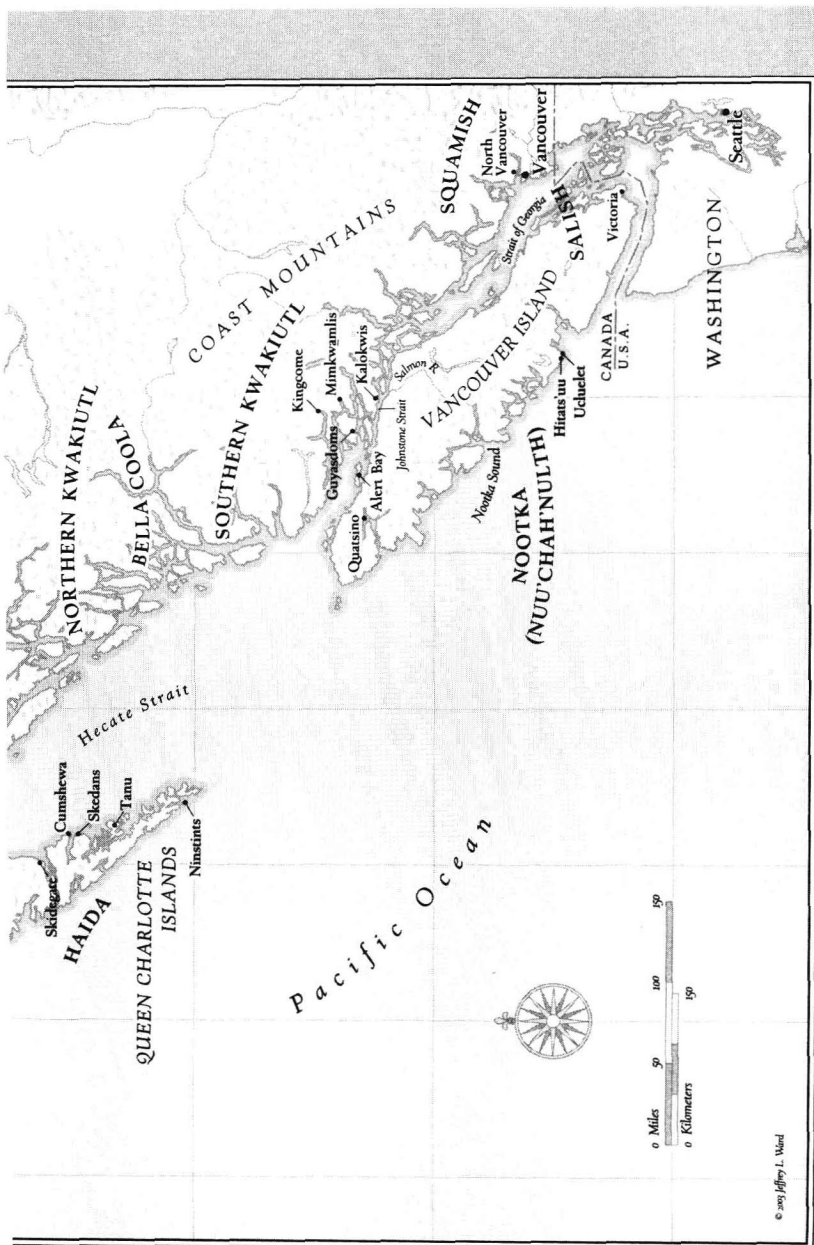 NORTHERN KWAKIUTL
BELLA COOLA
COAST MOUNTAINS
SQUAMISH
SOUTHERN KWAKIUTL
Hecate Strait
Skidegate
Cumshewa
Skedans
Tanu
HAIDA
QUEEN CHARLOTTE
ISLANDS
Ninstints
Kingcome
Mimkwamlis
Kalokwis
Guyasdoms
Alert Bay
Quatsino
Johnstone Strait
Salmon R.
North
Vancouver
Vancouver
Strait of Georgia
SALISH
VANCOUVER ISLAND
Nootka Sound
NOOTKA
(NUU'CHAH'NULTH)
Hitats'uu
Ucluelet
Victoria
CANADA
U.S.A.
Seattle
WASHINGTON
Pacific Ocean
0 Miles 50 100 150
0 Kilometers 150
© 2003 Jeffrey L. Ward